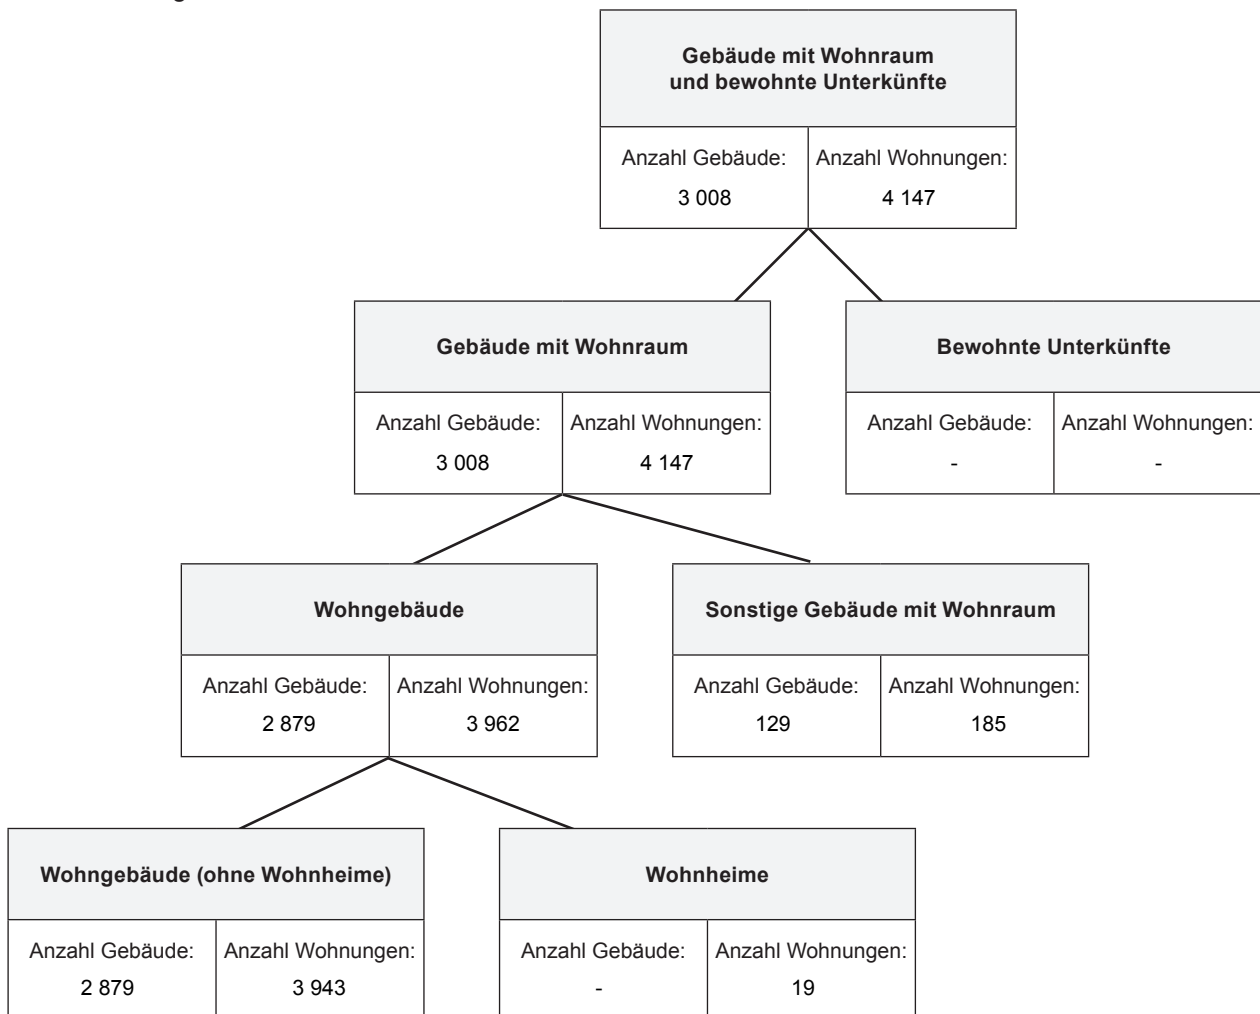 Gebäude mit Wohnraum
und bewohnte Unterkünfte
Anzahl Gebäude: Anzahl Wohnungen:
3 008 4 147
Gebäude mit Wohnraum
Anzahl Gebäude: Anzahl Wohnungen:
3 008 4 147
Bewohnte Unterkünfte
Anzahl Gebäude: Anzahl Wohnungen:
- -
Wohngebäude
Anzahl Gebäude: Anzahl Wohnungen:
2 879 3 962
Sonstige Gebäude mit Wohnraum
Anzahl Gebäude: Anzahl Wohnungen:
129 185
Wohngebäude (ohne Wohnheime)
Anzahl Gebäude: Anzahl Wohnungen:
2 879 3 943
Wohnheime
Anzahl Gebäude: Anzahl Wohnungen:
- 19